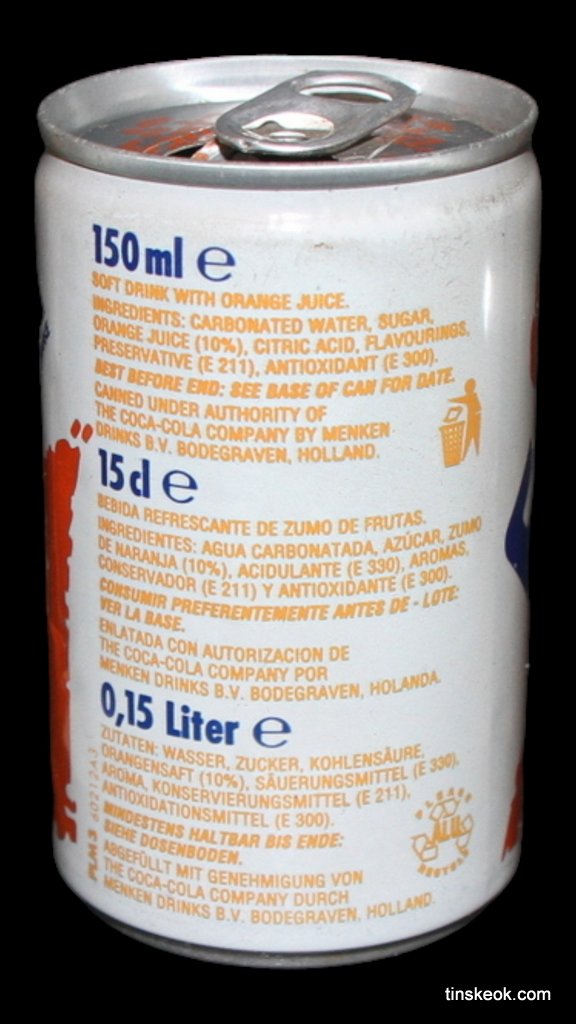 150 ml ℮
SOFT DRINK WITH ORANGE JUICE.
INGREDIENTS: CARBONATED WATER, SUGAR,
ORANGE JUICE (10%), CITRIC ACID, FLAVOURINGS,
PRESERVATIVE (E 211), ANTIOXIDANT (E 300).
BEST BEFORE END: SEE BASE OF CAN FOR DATE.
CANNED UNDER AUTHORITY OF
THE COCA-COLA COMPANY BY MENKEN
DRINKS B.V. BODEGRAVEN, HOLLAND.
15 cl ℮
BEBIDA REFRESCANTE DE ZUMO DE FRUTAS.
INGREDIENTES: AGUA CARBONATADA, AZÚCAR, ZUMO
DE NARANJA (10%), ACIDULANTE (E 330), AROMAS,
CONSERVADOR (E 211) Y ANTIOXIDANTE (E 300).
CONSUMIR PREFERENTEMENTE ANTES DE - LOTE:
VER LA BASE.
ENLATADA CON AUTORIZACION DE
THE COCA-COLA COMPANY POR
MENKEN DRINKS B.V. BODEGRAVEN, HOLANDA.
0,15 Liter ℮
ZUTATEN: WASSER, ZUCKER, KOHLENSÄURE,
ORANGENSAFT (10%), SÄUERUNGSMITTEL (E 330),
AROMA, KONSERVIERUNGSMITTEL (E 211),
ANTIOXIDATIONSMITTEL (E 300).
MINDESTENS HALTBAR BIS ENDE:
SIEHE DOSENBODEN.
ABGEFÜLLT MIT GENEHMIGUNG VON
THE COCA-COLA COMPANY DURCH
MENKEN DRINKS B.V. BODEGRAVEN, HOLLAND.
PLM 3 60212A3
PLEASE
ALU
RECYCLE
tinskeok.com